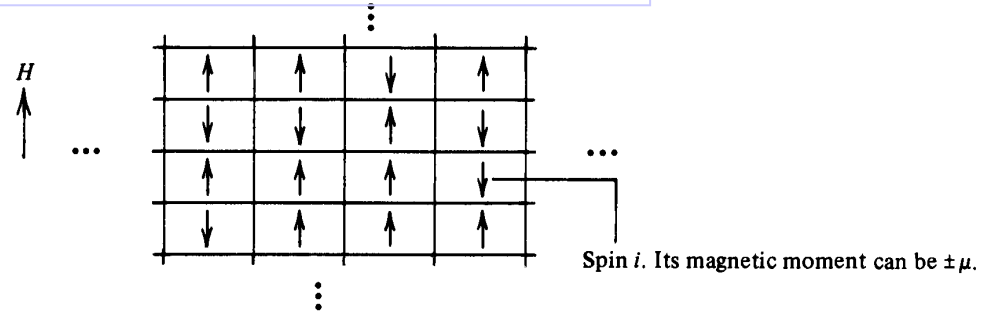 H
Spin i. Its magnetic moment can be ± μ.